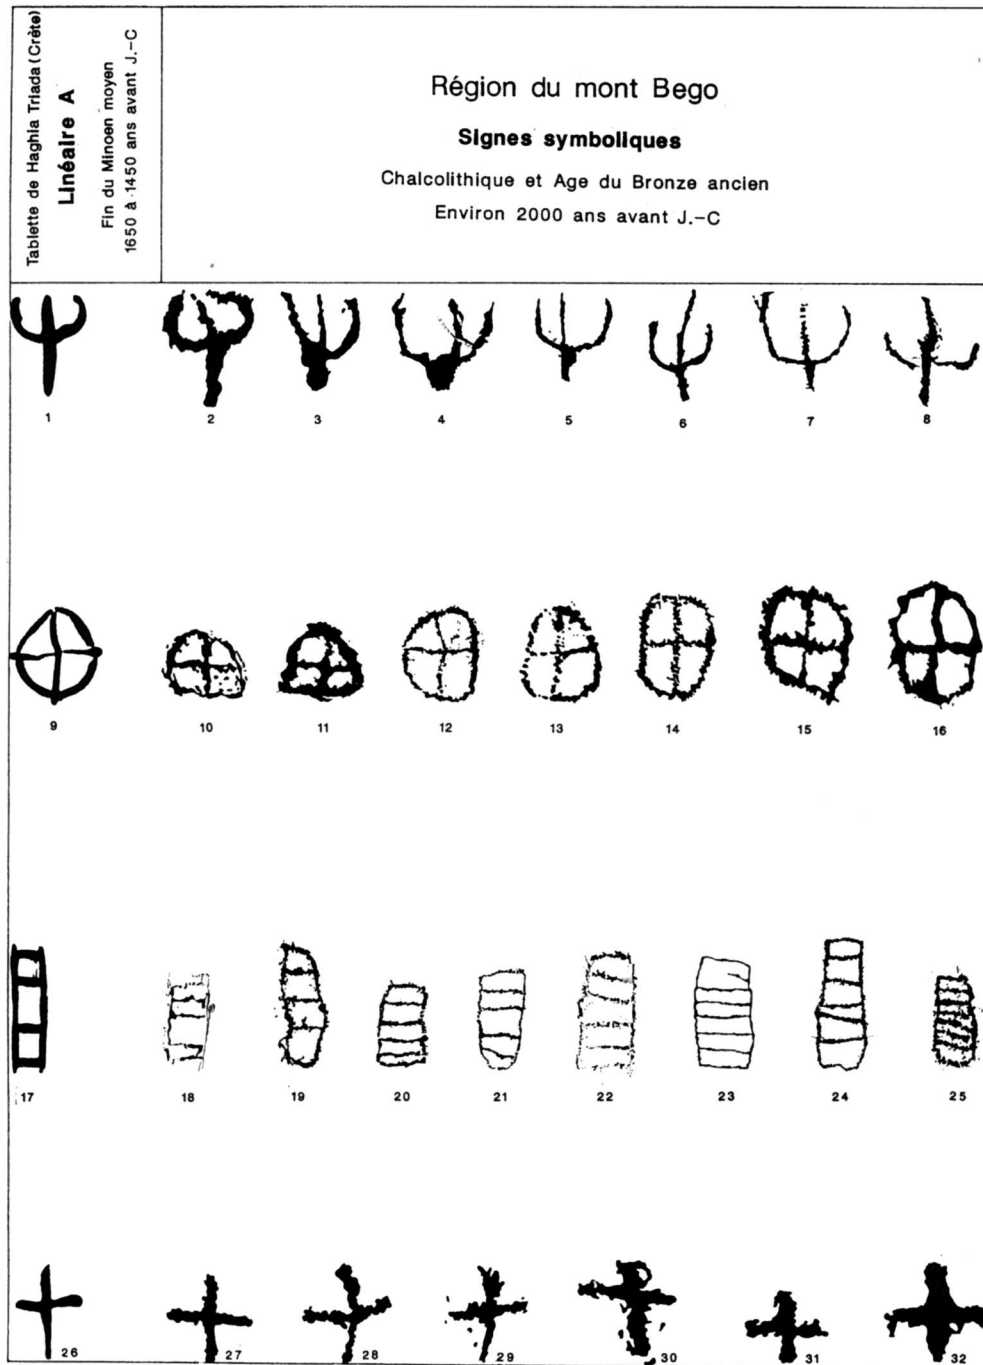 Tablette de Haghia Triada (Crète)
Linéaire A
Fin du Minoen moyen
1650 à 1450 ans avant J.-C
Région du mont Bego
Signes symboliques
Chalcolithique et Age du Bronze ancien
Environ 2000 ans avant J.-C
1 2 3 4 5 6 7 8
9 10 11 12 13 14 15 16
17 18 19 20 21 22 23 24 25
26 27 28 29 30 31 32